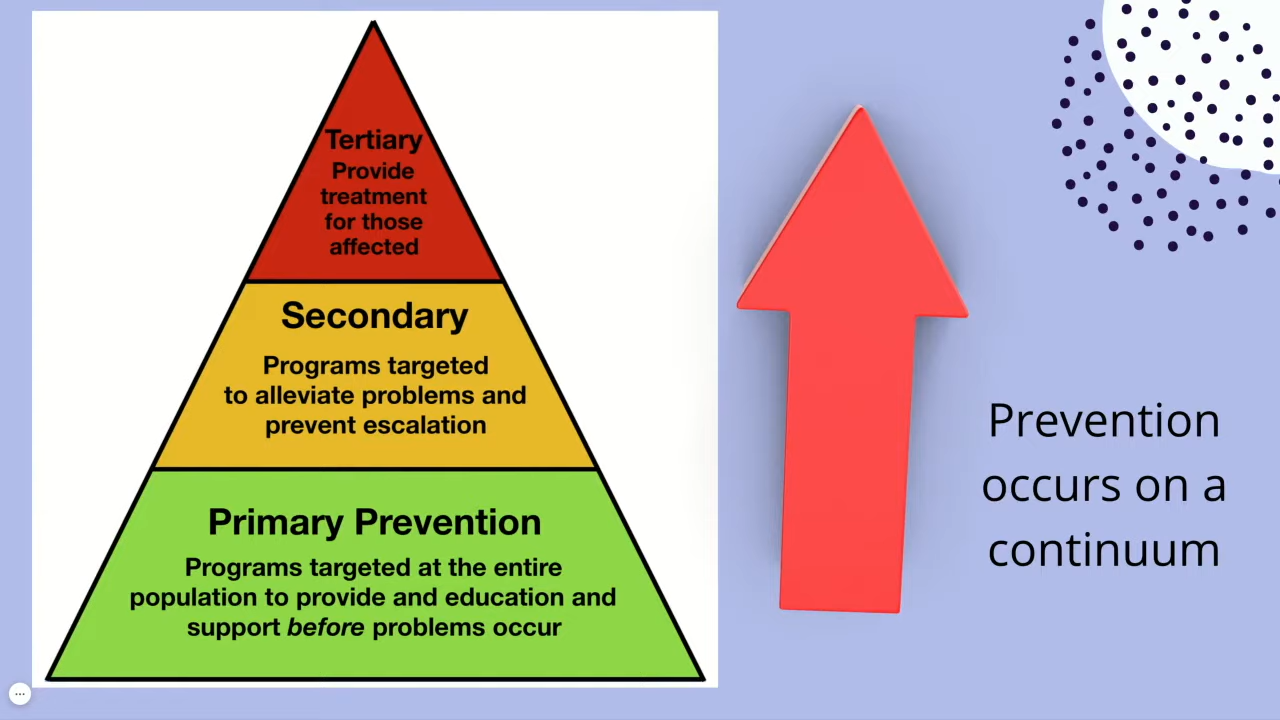 Tertiary
Provide
treatment
for those
affected
Secondary
Programs targeted
to alleviate problems and
prevent escalation
Primary Prevention
Programs targeted at the entire
population to provide and education and
support before problems occur
Prevention
occurs on a
continuum